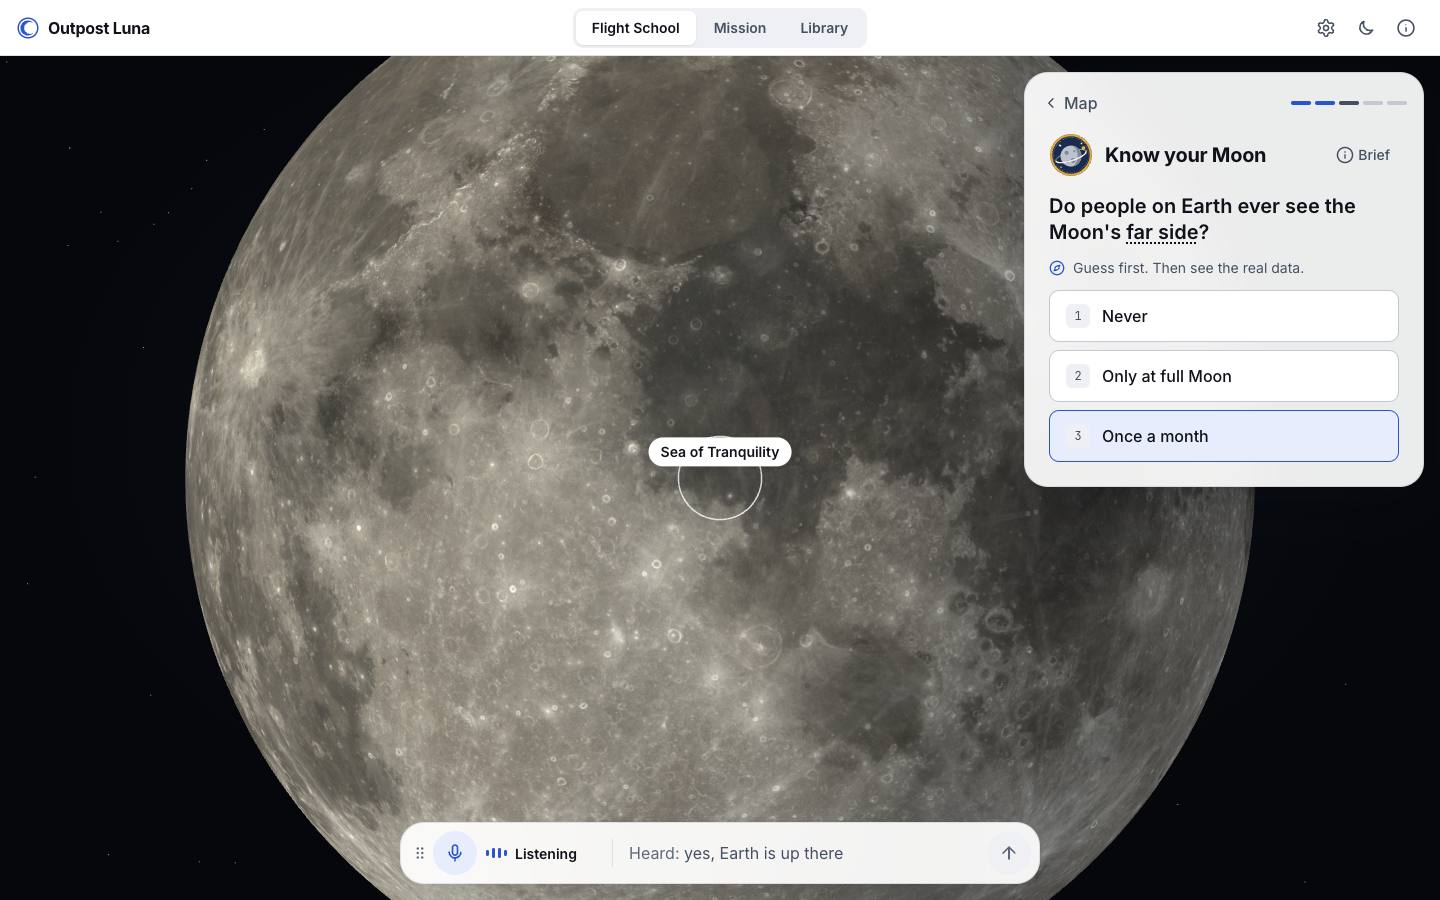 Outpost Luna
Flight School
Mission
Library
Map
Know your Moon
Brief
Do people on Earth ever see the
Moon's far side?
Guess first. Then see the real data.
1 Never
2 Only at full Moon
3 Once a month
Sea of Tranquility
Listening
Heard: yes, Earth is up there